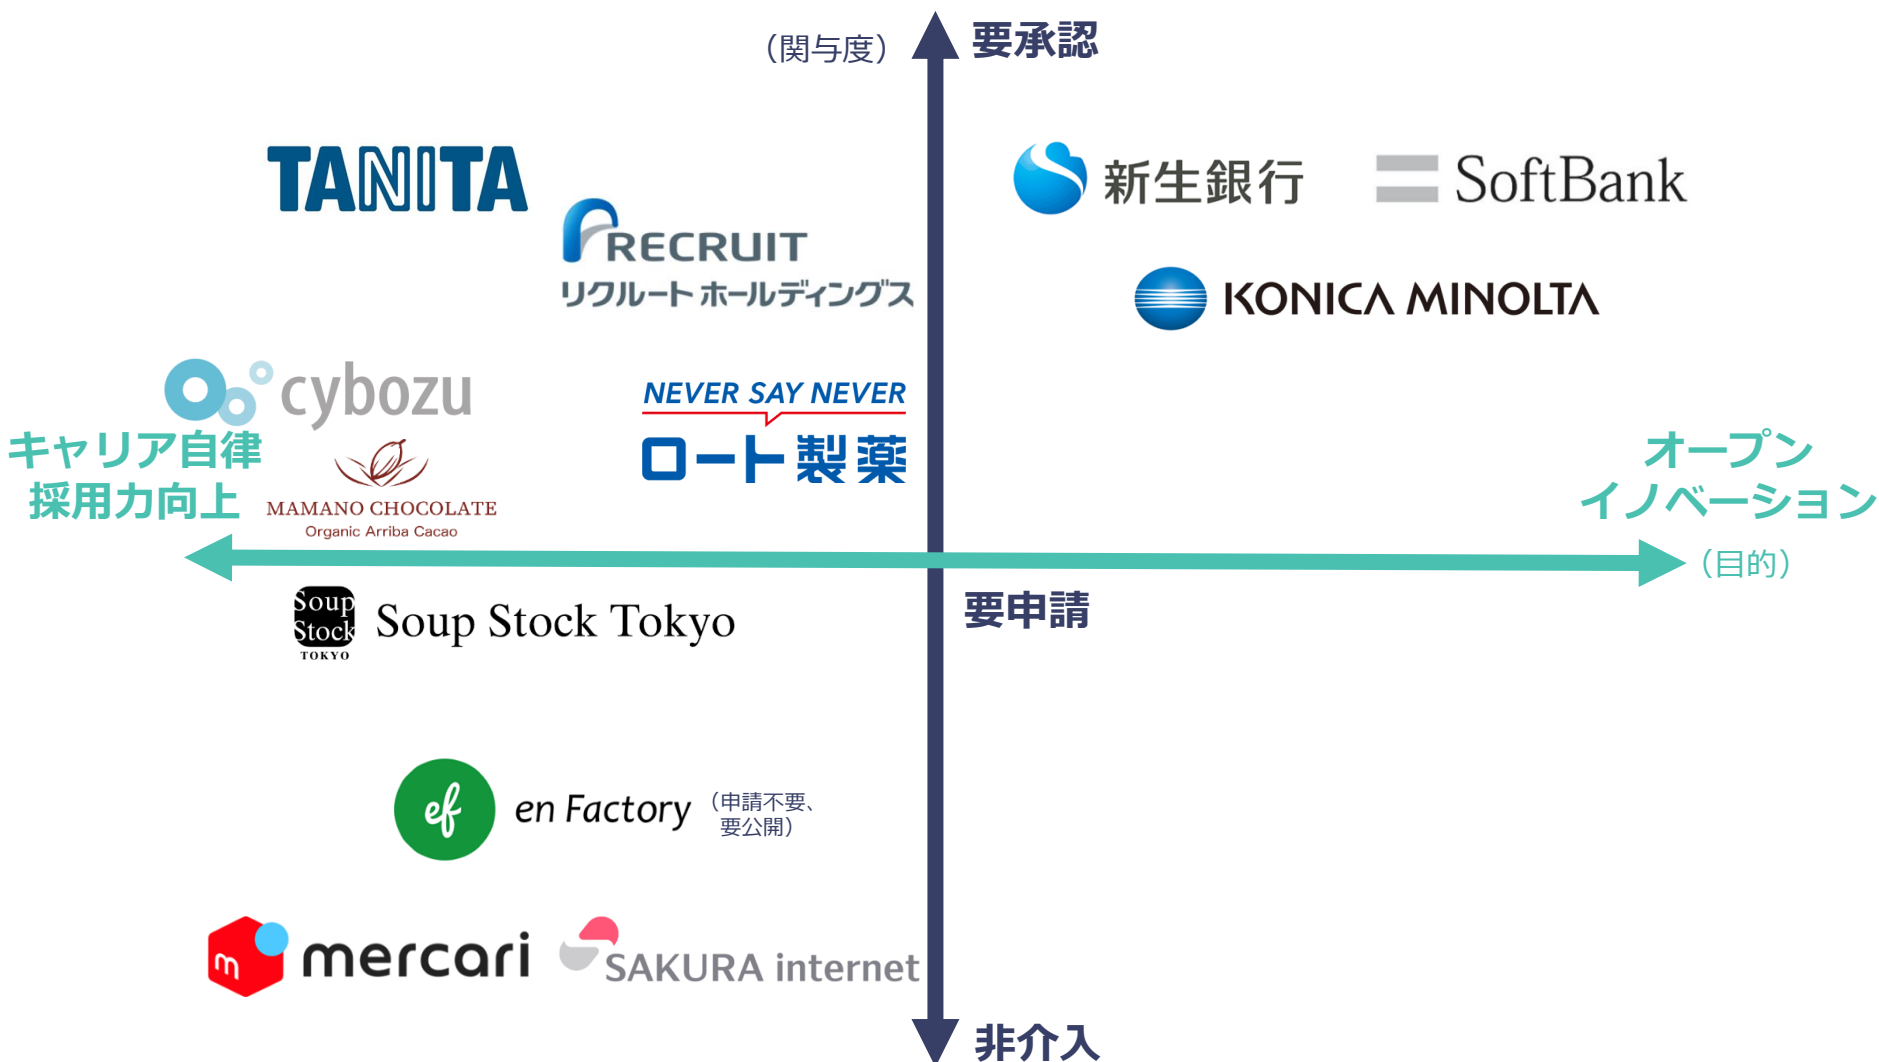 （関与度）
要承認
TANITA
RECRUIT
リクルート ホールディングス
新生銀行
SoftBank
KONICA MINOLTA
cybozu
NEVER SAY NEVER
ロート製薬
キャリア自律
採用力向上
MAMANO CHOCOLATE
Organic Arriba Cacao
オープン
イノベーション
（目的）
Soup
Stock
TOKYO
Soup Stock Tokyo
要申請
ef
en Factory
（申請不要、
要公開）
m
mercari
SAKURA internet
非介入